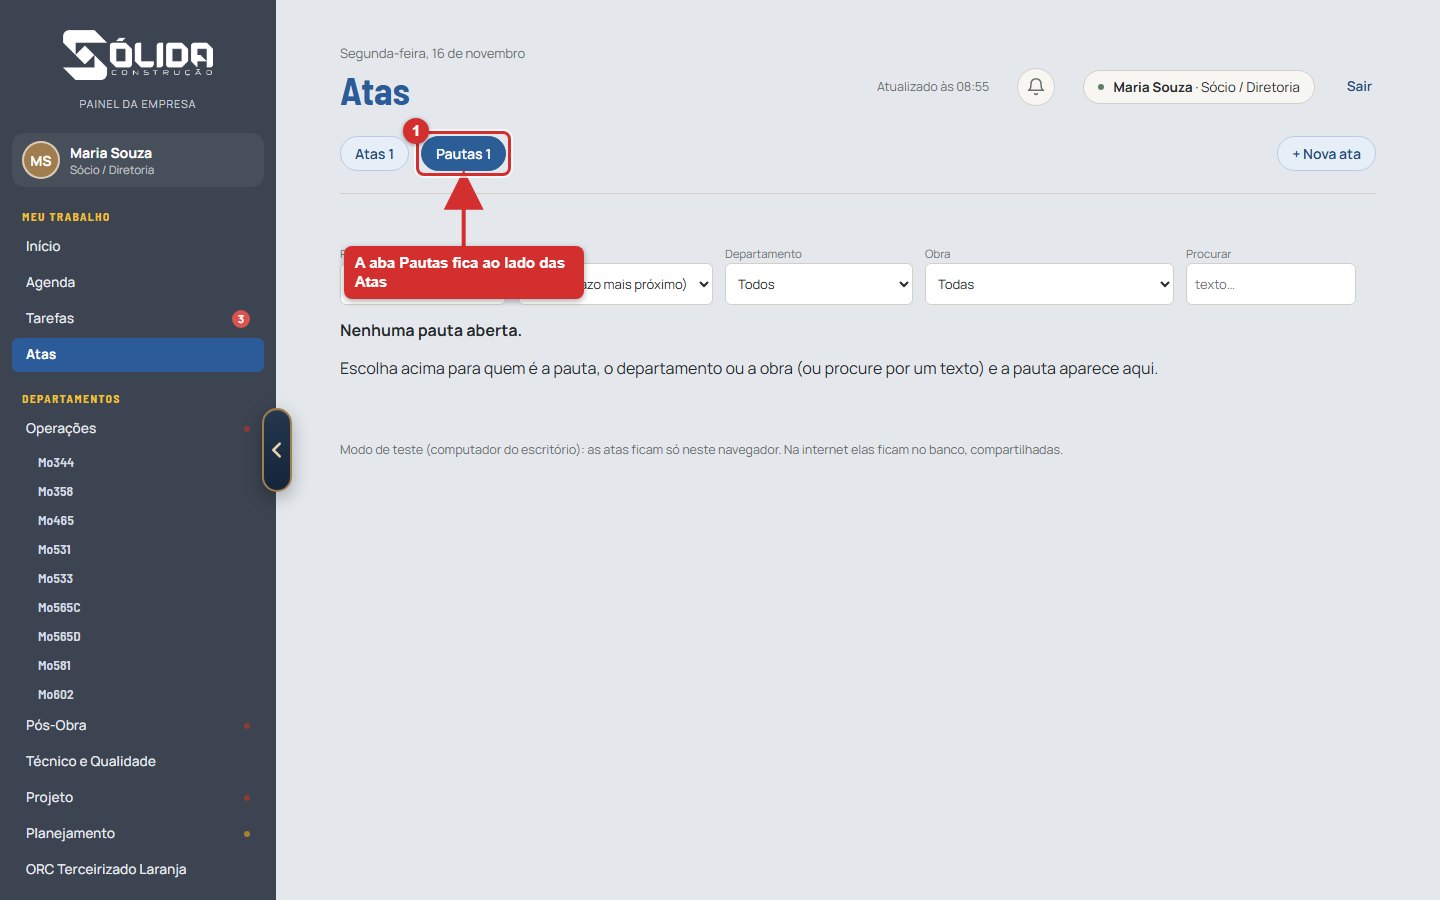 SÓLIDA
CONSTRUÇÃO
PAINEL DA EMPRESA
MS
Maria Souza
Sócio / Diretoria
MEU TRABALHO
Início
Agenda
Tarefas
3
Atas
DEPARTAMENTOS
Operações
Mo344
Mo358
Mo465
Mo531
Mo533
Mo565C
Mo565D
Mo581
Mo602
Pós-Obra
Técnico e Qualidade
Projeto
Planejamento
ORC Terceirizado Laranja
Segunda-feira, 16 de novembro
Atas
Atualizado às 08:55
Maria Souza · Sócio / Diretoria
Sair
1
Atas 1
Pautas 1
+ Nova ata
A aba Pautas fica ao lado das
Atas
mais próximo)
Departamento
Todos
Obra
Todas
Procurar
texto...
Nenhuma pauta aberta.
Escolha acima para quem é a pauta, o departamento ou a obra (ou procure por um texto) e a pauta aparece aqui.
Modo de teste (computador do escritório): as atas ficam só neste navegador. Na internet elas ficam no banco, compartilhadas.